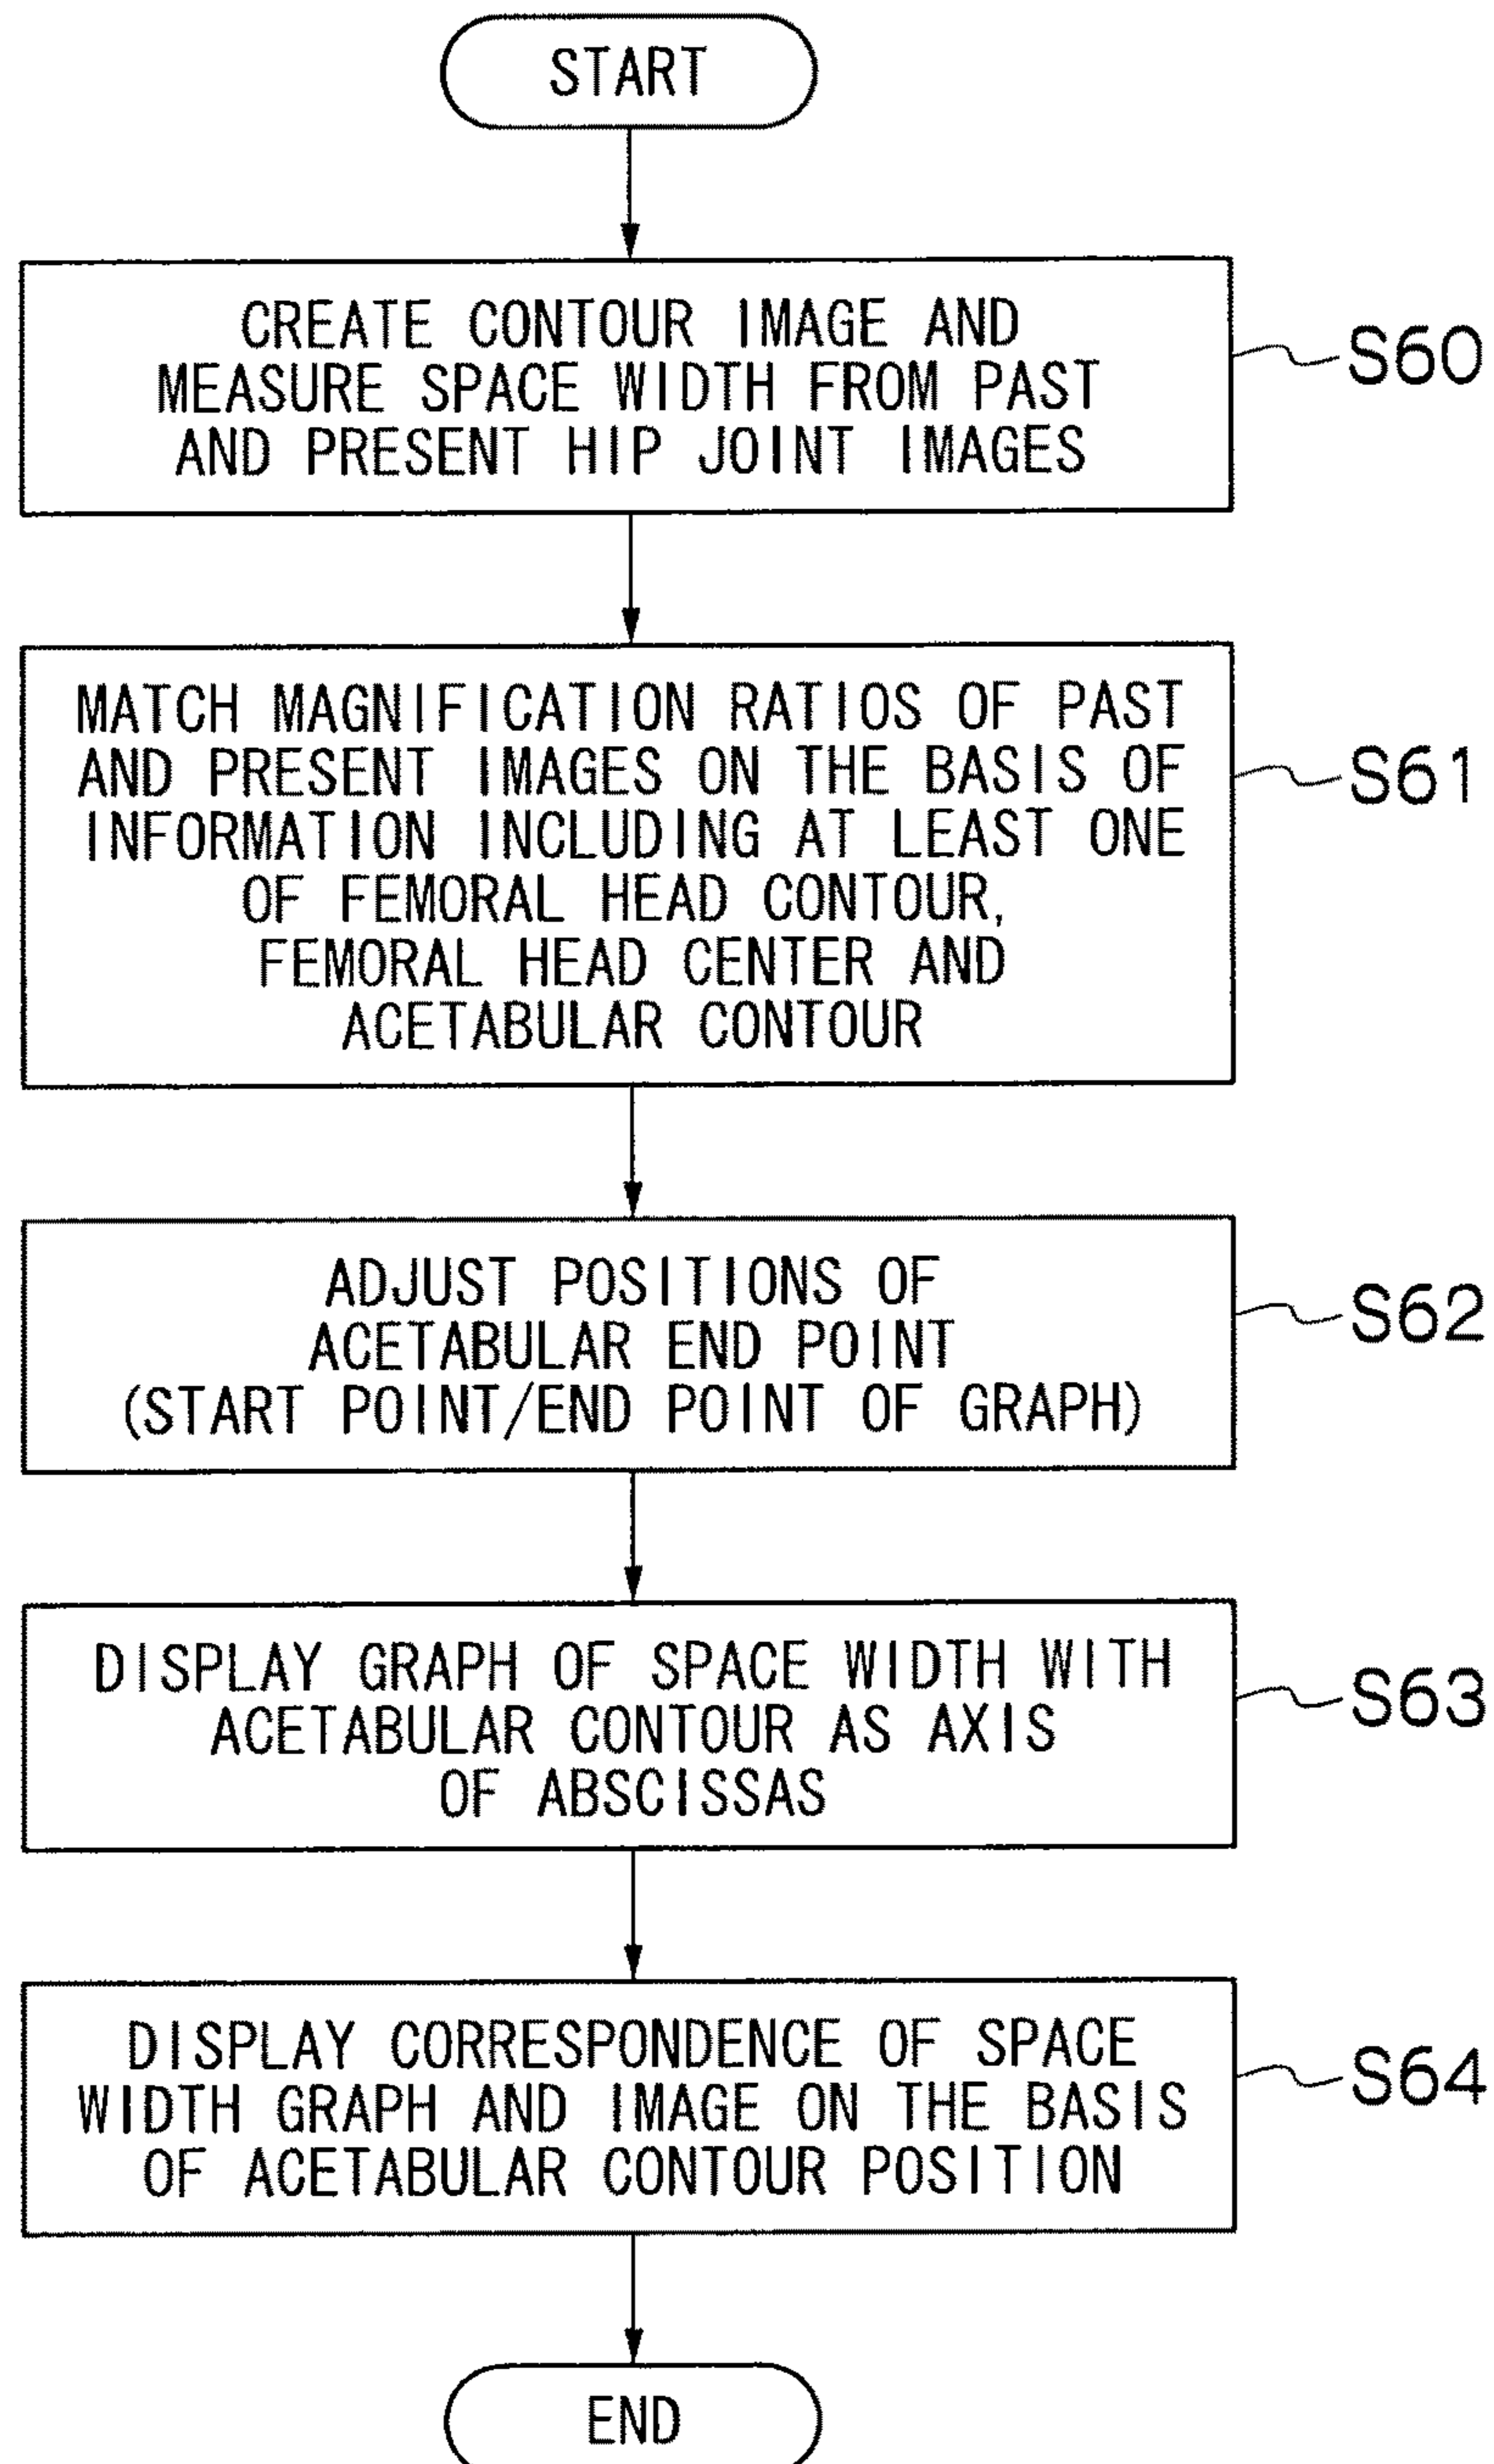 START
CREATE CONTOUR IMAGE AND
MEASURE SPACE WIDTH FROM PAST
AND PRESENT HIP JOINT IMAGES
S60
MATCH MAGNIFICATION RATIOS OF PAST
AND PRESENT IMAGES ON THE BASIS OF
INFORMATION INCLUDING AT LEAST ONE
OF FEMORAL HEAD CONTOUR,
FEMORAL HEAD CENTER AND
ACETABULAR CONTOUR
S61
ADJUST POSITIONS OF
ACETABULAR END POINT
(START POINT/END POINT OF GRAPH)
S62
DISPLAY GRAPH OF SPACE WIDTH WITH
ACETABULAR CONTOUR AS AXIS
OF ABSCISSAS
S63
DISPLAY CORRESPONDENCE OF SPACE
WIDTH GRAPH AND IMAGE ON THE BASIS
OF ACETABULAR CONTOUR POSITION
S64
END